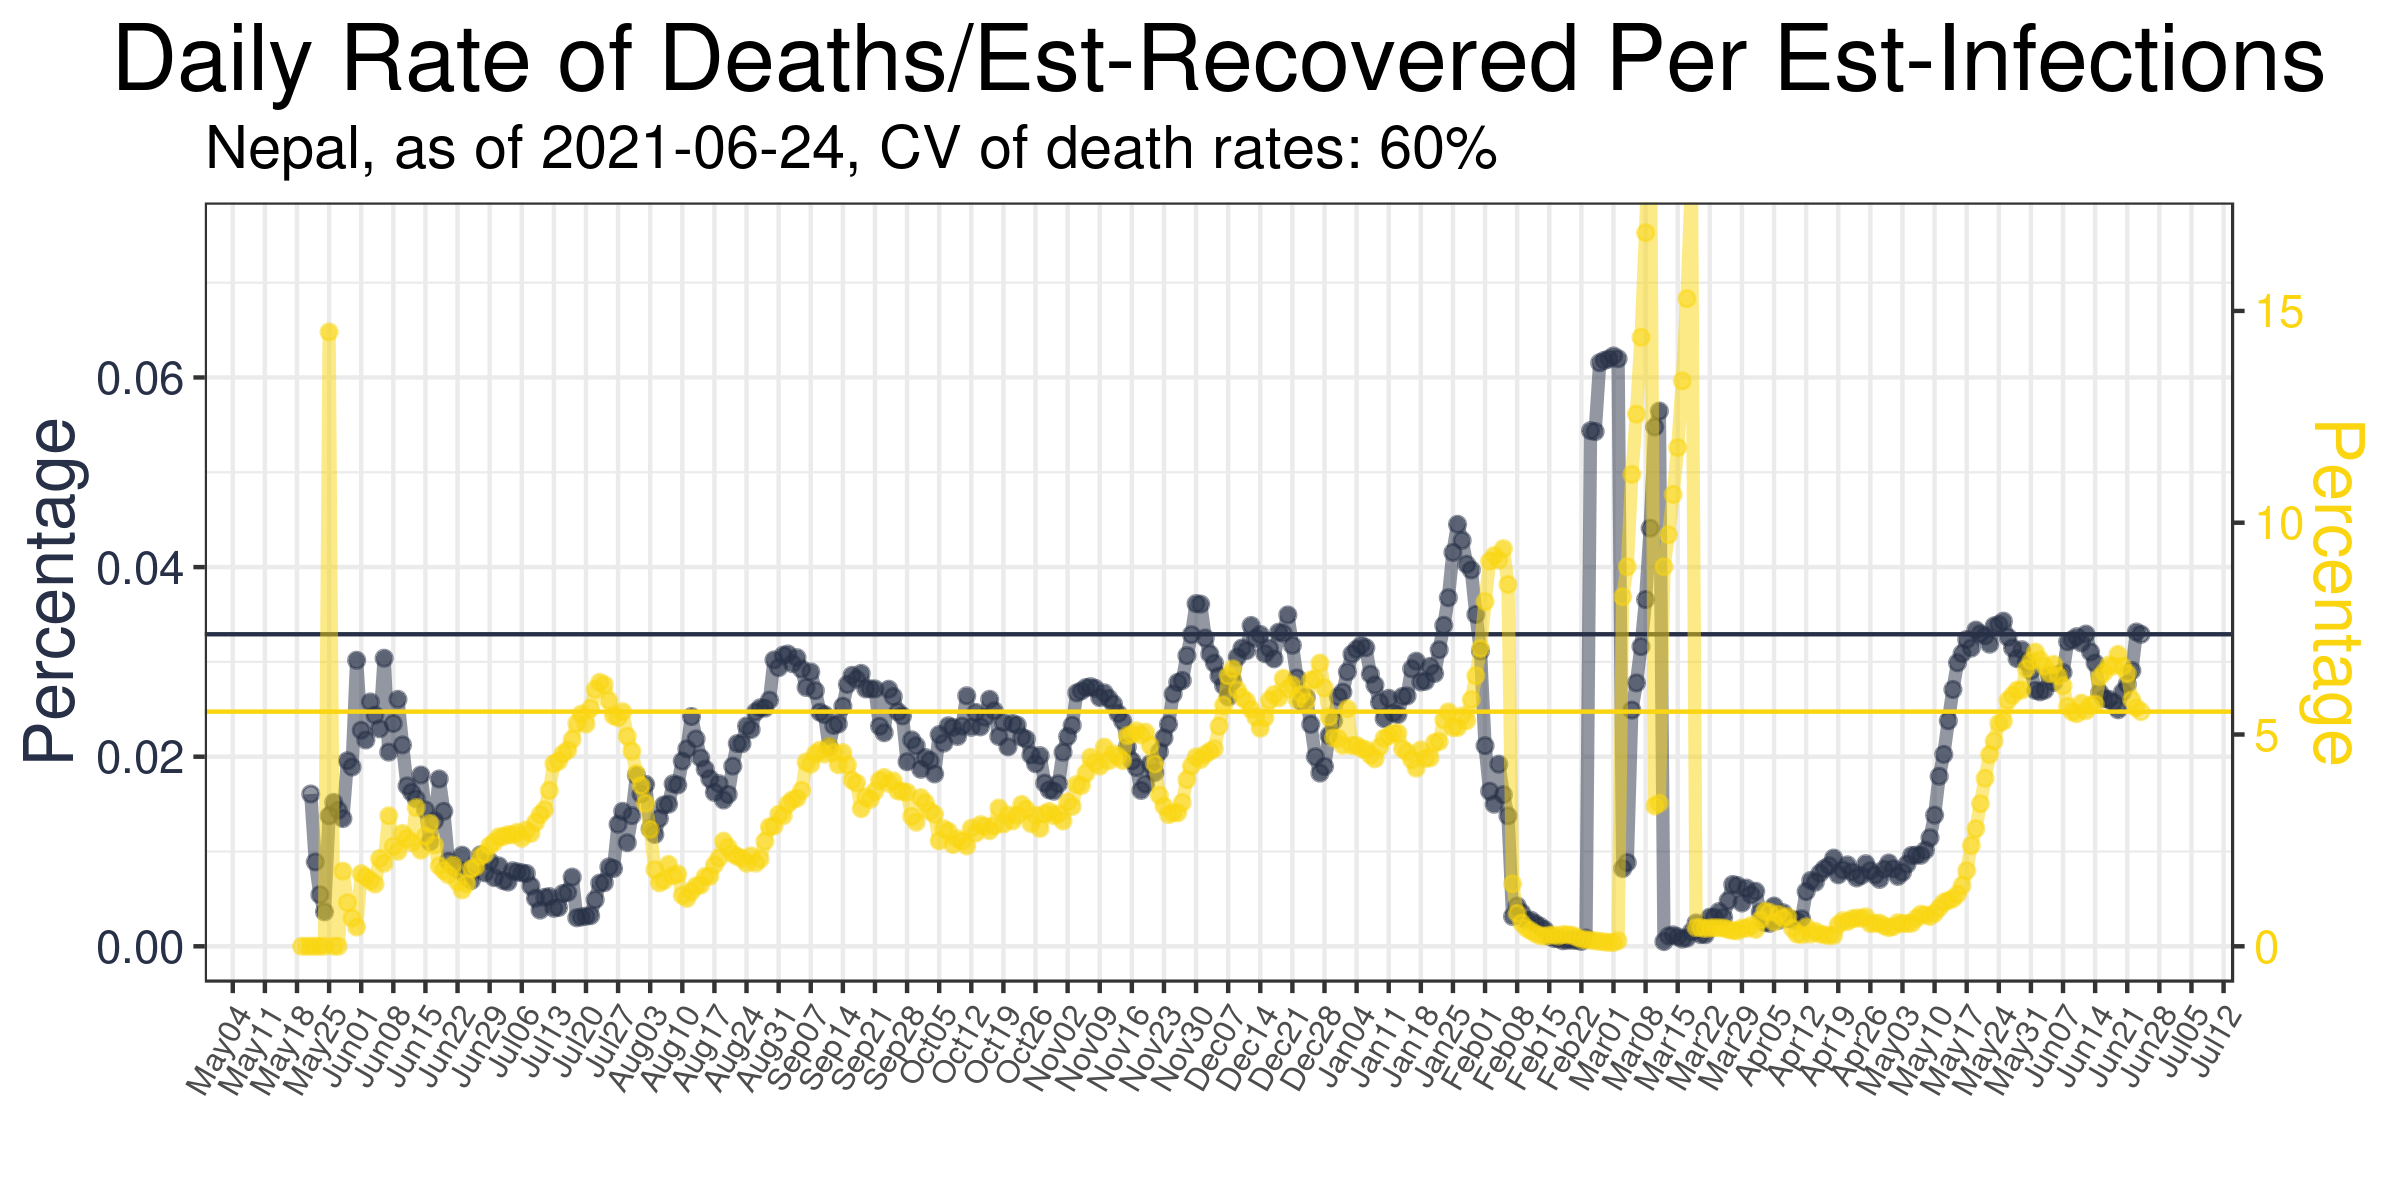 Daily Rate of Deaths/Est-Recovered Per Est-Infections
Nepal, as of 2021-06-24, CV of death rates: 60%
Percentage
0.06
0.04
0.02
0.00
15
10
5
0
Percentage
May04
May11
May18
May25
Jun01
Jun08
Jun15
Jun22
Jun29
Jul06
Jul13
Jul20
Jul27
Aug03
Aug10
Aug17
Aug24
Aug31
Sep07
Sep14
Sep21
Sep28
Oct05
Oct12
Oct19
Oct26
Nov02
Nov09
Nov16
Nov23
Nov30
Dec07
Dec14
Dec21
Dec28
Jan04
Jan11
Jan18
Jan25
Feb01
Feb08
Feb15
Feb22
Mar01
Mar08
Mar15
Mar22
Mar29
Apr05
Apr12
Apr19
Apr26
May03
May10
May17
May24
May31
Jun07
Jun14
Jun21
Jun28
Jul05
Jul12